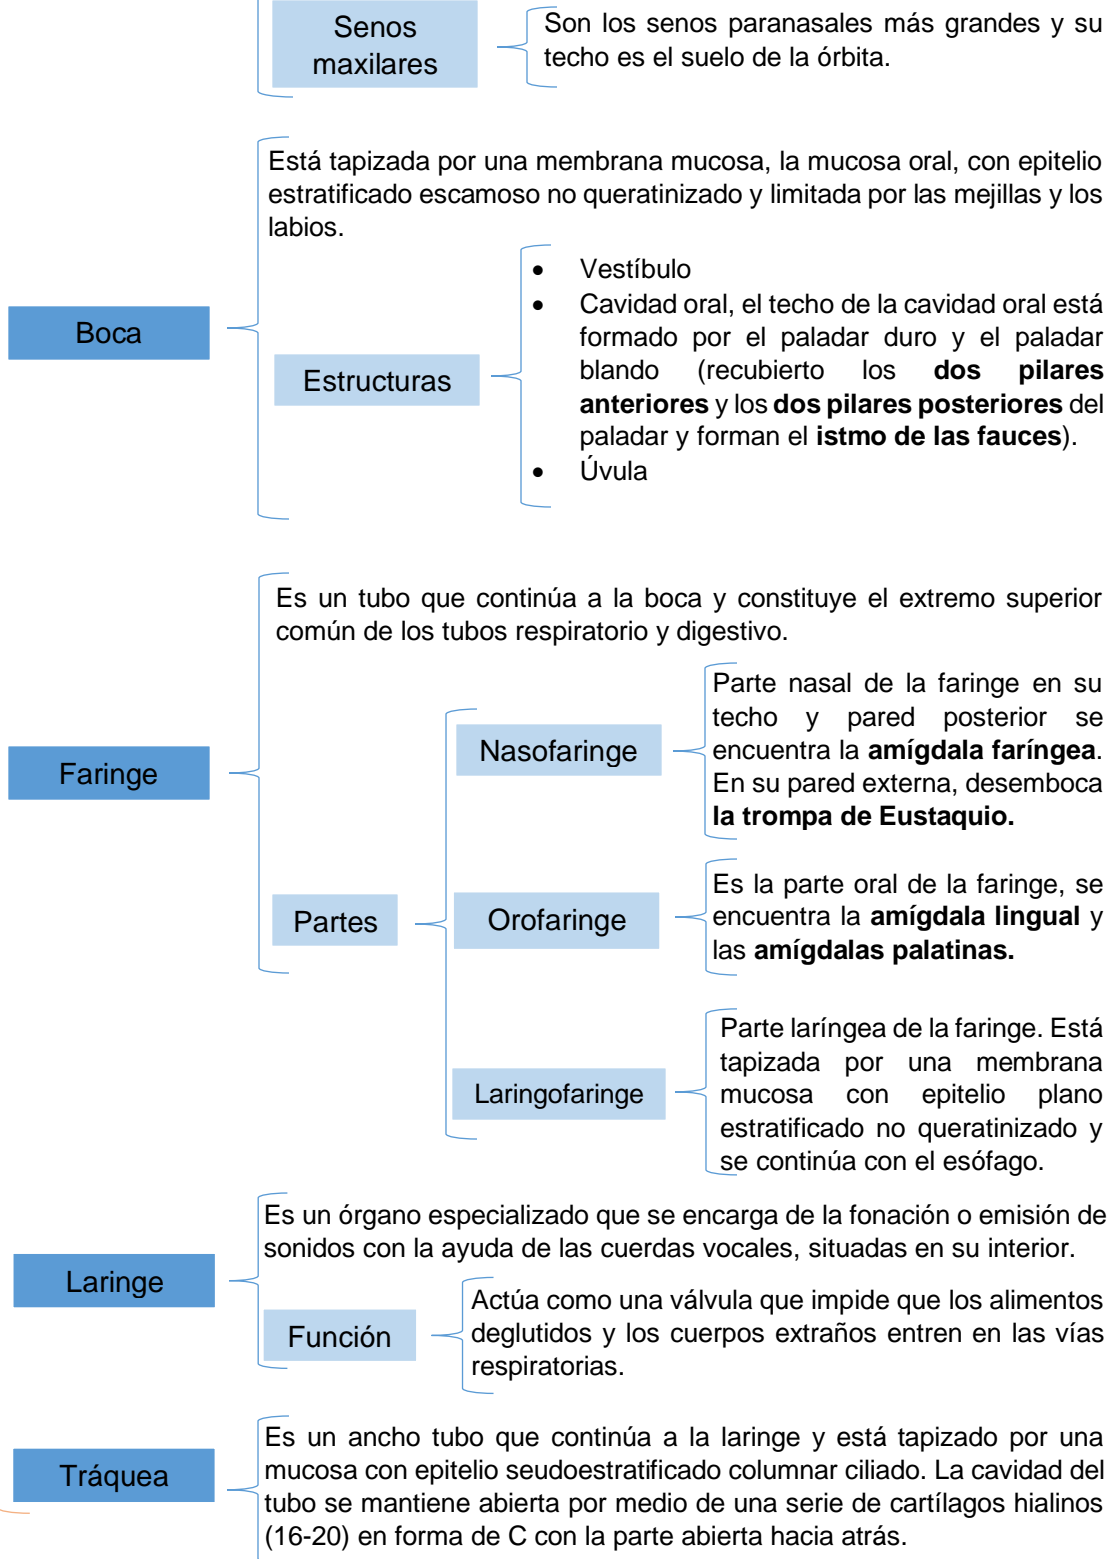 Senos
maxilares
Son los senos paranasales más grandes y su
techo es el suelo de la órbita.
Boca
Está tapizada por una membrana mucosa, la mucosa oral, con epitelio
estratificado escamoso no queratinizado y limitada por las mejillas y los
labios.
Estructuras
• Vestíbulo
• Cavidad oral, el techo de la cavidad oral está
formado por el paladar duro y el paladar
blando (recubierto los dos pilares
anteriores y los dos pilares posteriores del
paladar y forman el istmo de las fauces).
• Úvula
Faringe
Es un tubo que continúa a la boca y constituye el extremo superior
común de los tubos respiratorio y digestivo.
Partes
Nasofaringe
Parte nasal de la faringe en su
techo y pared posterior se
encuentra la amígdala faríngea.
En su pared externa, desemboca
la trompa de Eustaquio.
Orofaringe
Es la parte oral de la faringe, se
encuentra la amígdala lingual y
las amígdalas palatinas.
Laringofaringe
Parte laríngea de la faringe. Está
tapizada por una membrana
mucosa con epitelio plano
estratificado no queratinizado y
se continúa con el esófago.
Laringe
Es un órgano especializado que se encarga de la fonación o emisión de
sonidos con la ayuda de las cuerdas vocales, situadas en su interior.
Función
Actúa como una válvula que impide que los alimentos
deglutidos y los cuerpos extraños entren en las vías
respiratorias.
Tráquea
Es un ancho tubo que continúa a la laringe y está tapizado por una
mucosa con epitelio seudoestratificado columnar ciliado. La cavidad del
tubo se mantiene abierta por medio de una serie de cartílagos hialinos
(16-20) en forma de C con la parte abierta hacia atrás.